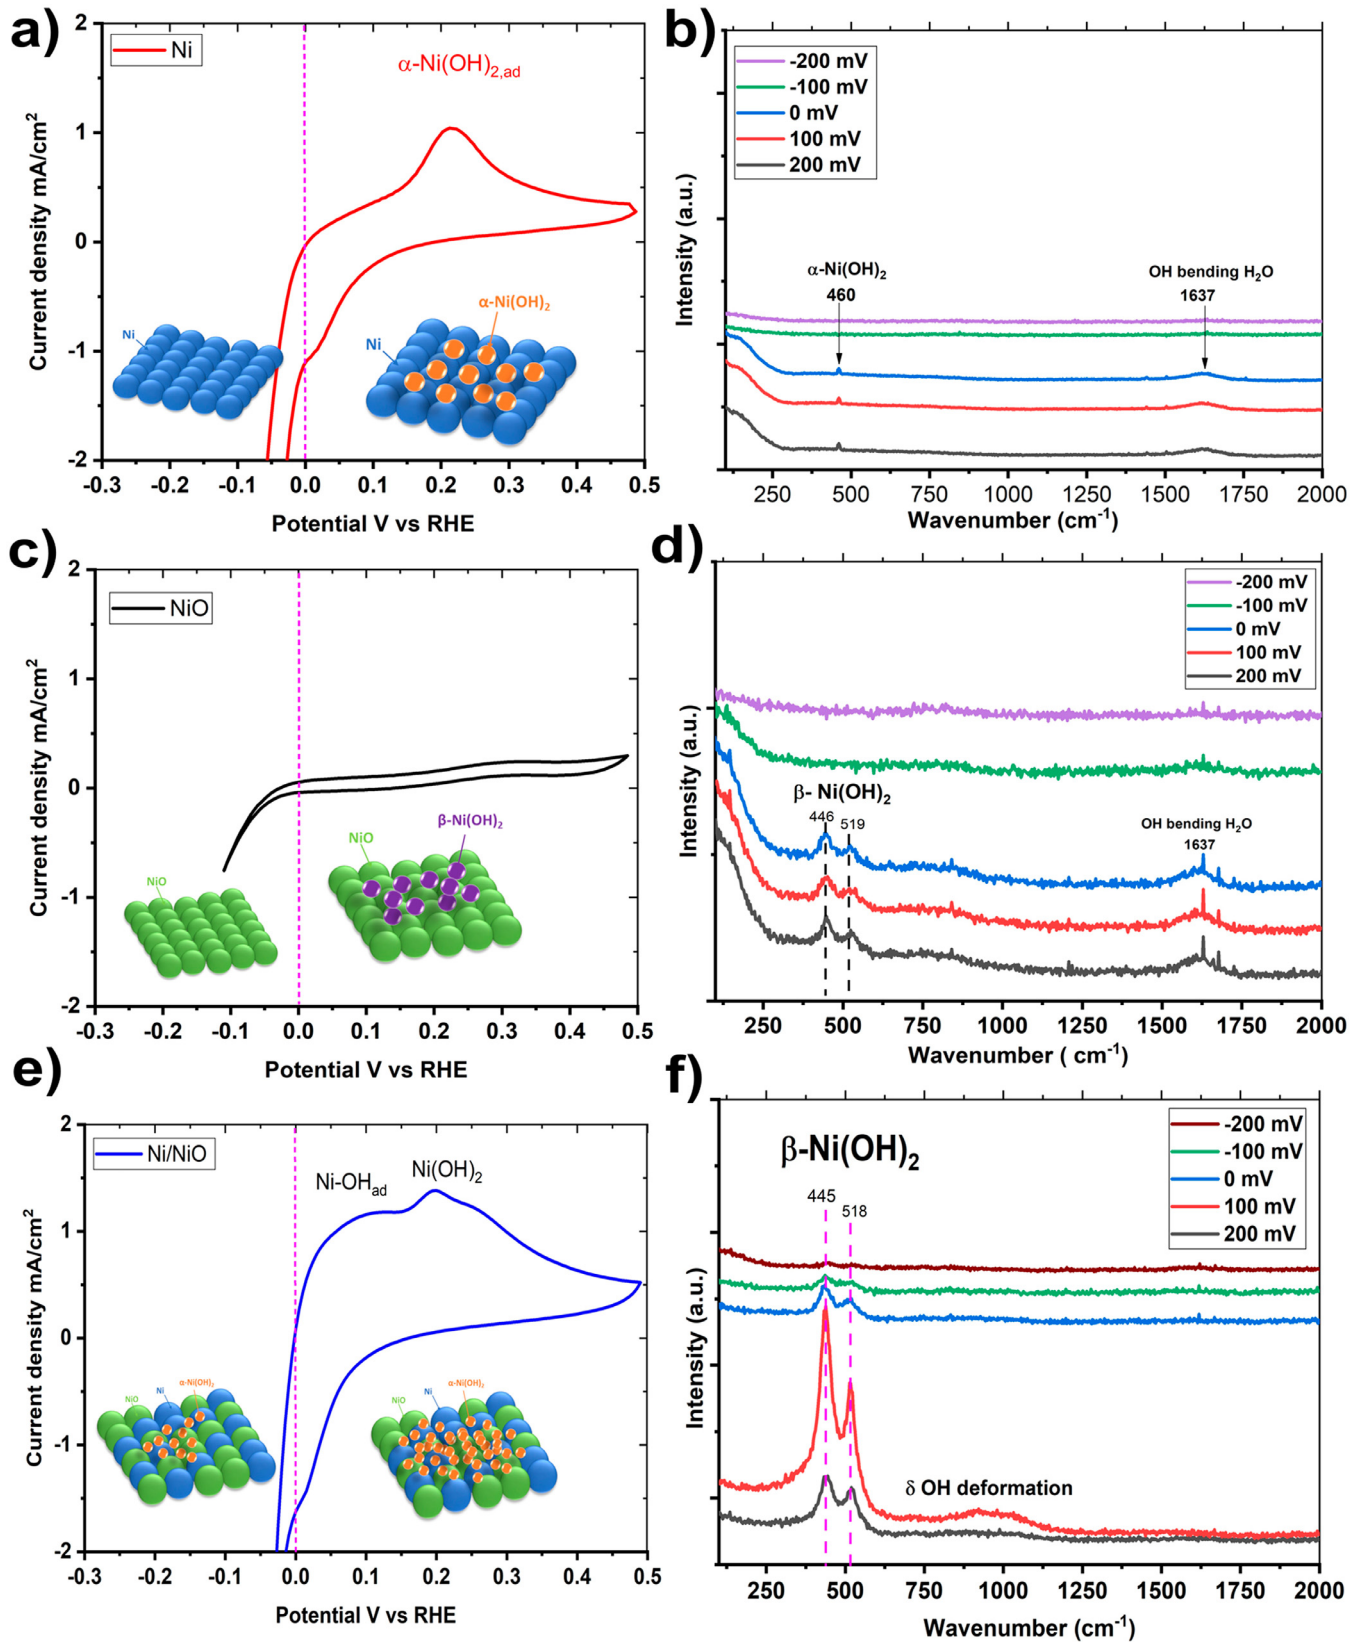 a)
Ni
α-Ni(OH)2,ad
Current density mA/cm2
2
1
0
-1
-2
Ni
Ni
α-Ni(OH)2
-0.3 -0.2 -0.1 0.0 0.1 0.2 0.3 0.4 0.5
Potential V vs RHE
b)
-200 mV
-100 mV
0 mV
100 mV
200 mV
Intensity (a.u.)
α-Ni(OH)2
460
OH bending H2O
1637
250 500 750 1000 1250 1500 1750 2000
Wavenumber (cm-1)
c)
NiO
Current density mA/cm2
2
1
0
-1
-2
NiO
NiO
β-Ni(OH)2
-0.3 -0.2 -0.1 0.0 0.1 0.2 0.3 0.4 0.5
Potential V vs RHE
d)
-200 mV
-100 mV
0 mV
100 mV
200 mV
Intensity (a.u.)
β- Ni(OH)2
446 519
OH bending H2O
1637
250 500 750 1000 1250 1500 1750 2000
Wavenumber ( cm-1)
e)
Ni/NiO
Ni-OHad
Ni(OH)2
Current density mA/cm2
2
1
0
-1
-2
NiO Ni α-Ni(OH)2
NiO Ni α-Ni(OH)2
-0.3 -0.2 -0.1 0.0 0.1 0.2 0.3 0.4 0.5
Potential V vs RHE
f)
-200 mV
-100 mV
0 mV
100 mV
200 mV
β-Ni(OH)2
445
518
Intensity (a.u.)
δ OH deformation
250 500 750 1000 1250 1500 1750 2000
Wavenumber (cm-1)